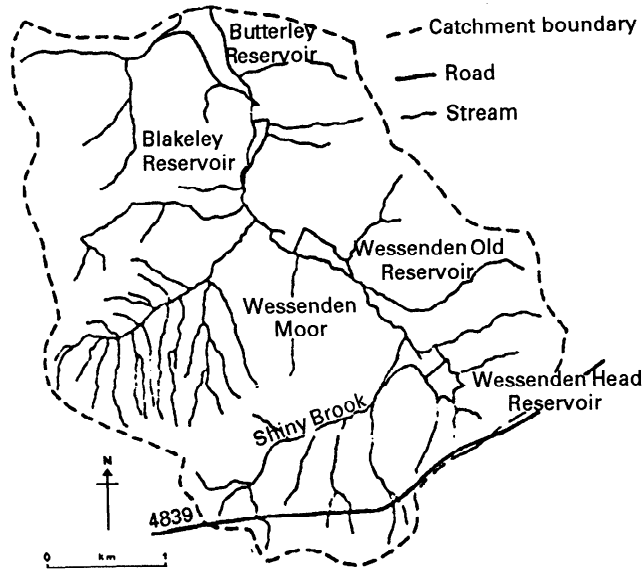 Butterley
Reservoir
Catchment boundary
Road
Stream
Blakeley
Reservoir
Wessenden Old
Reservoir
Wessenden
Moor
Wessenden Head
Reservoir
Shiny Brook
N
4839
0 km 1